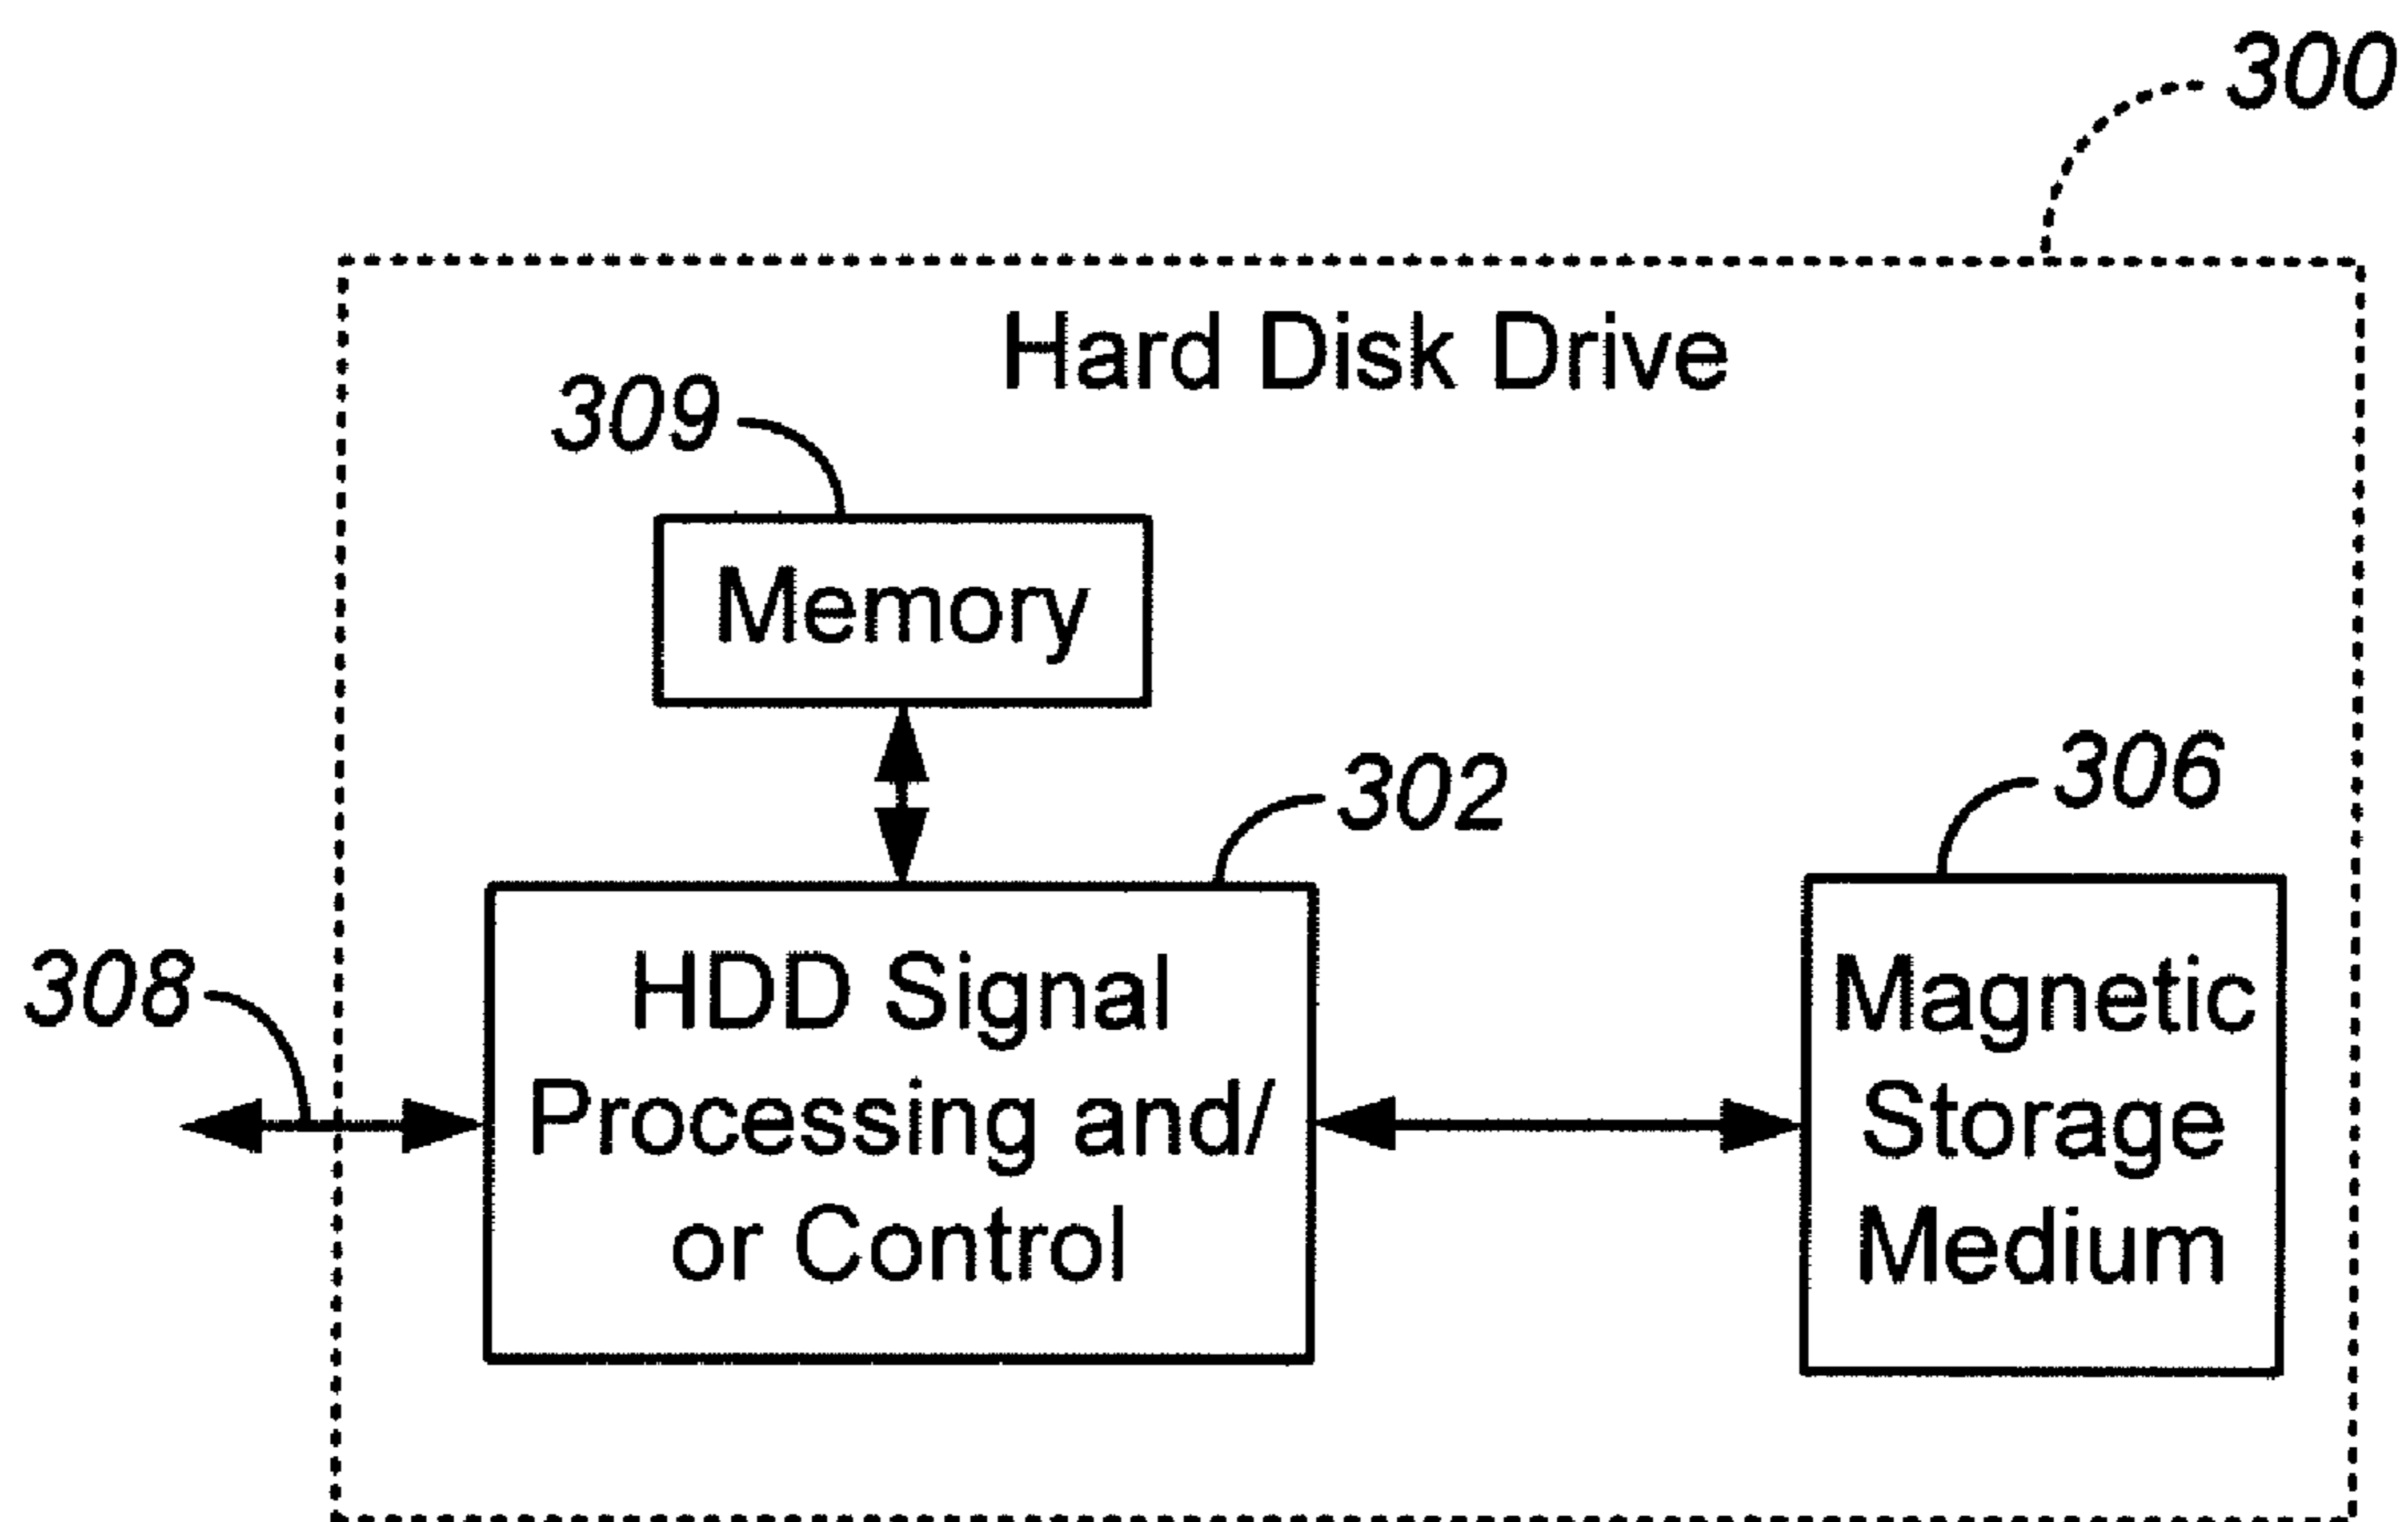 300
Hard Disk Drive
309
Memory
302
306
308
HDD Signal
Processing and/
or Control
Magnetic
Storage
Medium